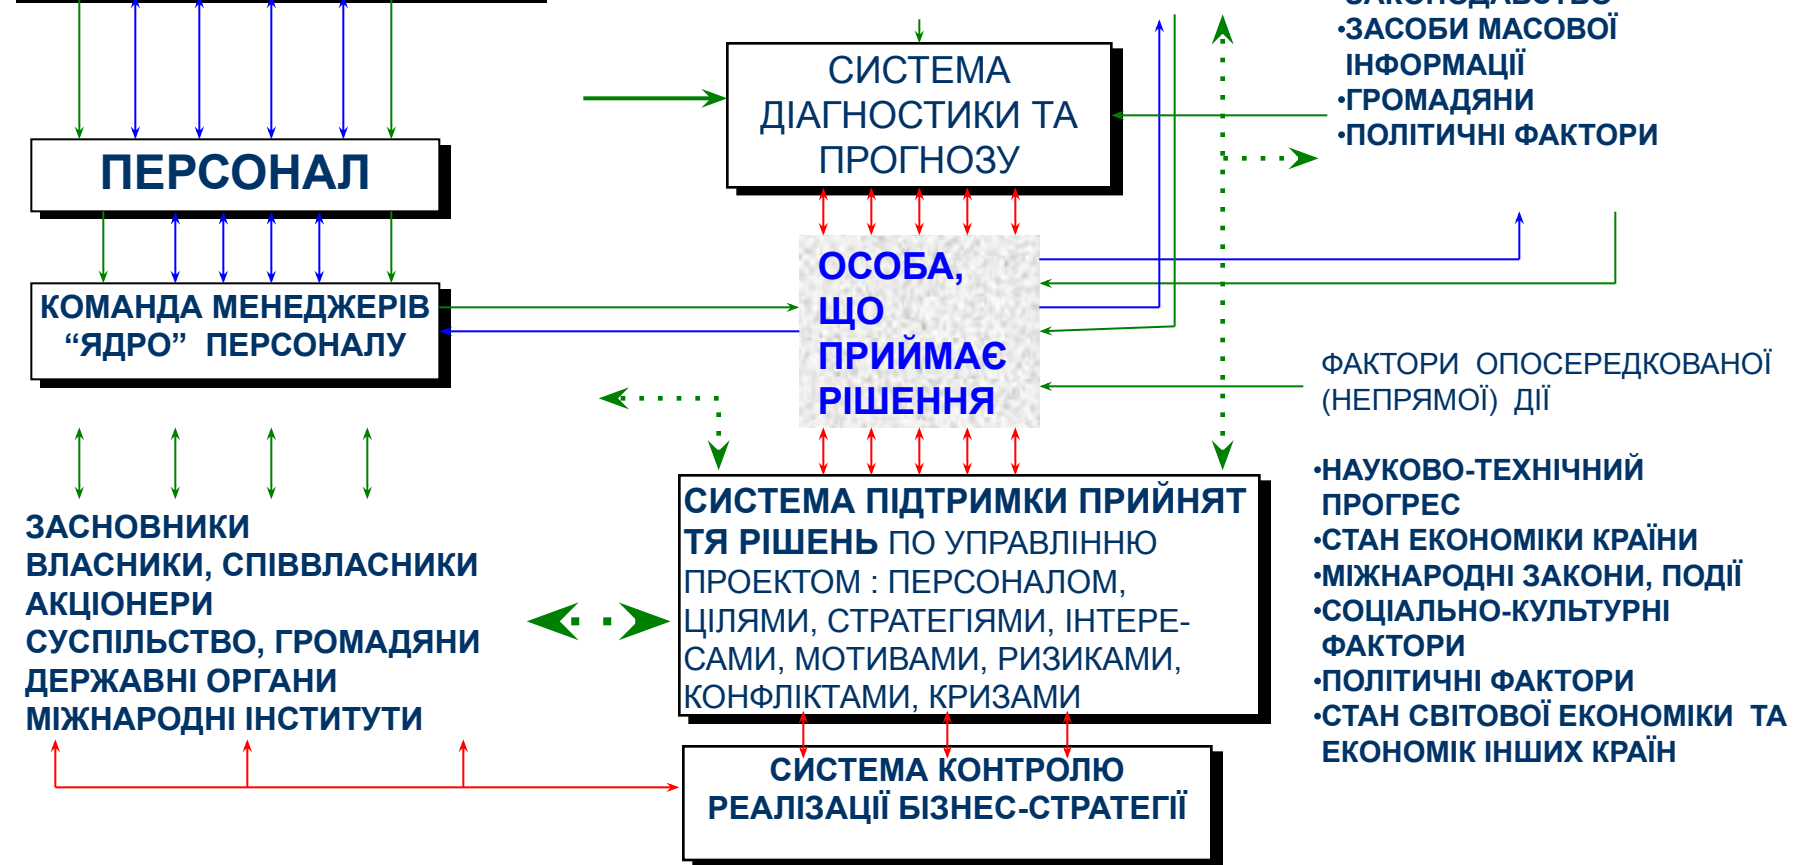 ЗАКОНОДАВСТВО
•ЗАСОБИ МАСОВОЇ
ІНФОРМАЦІЇ
•ГРОМАДЯНИ
•ПОЛІТИЧНІ ФАКТОРИ
СИСТЕМА
ДІАГНОСТИКИ ТА
ПРОГНОЗУ
ПЕРСОНАЛ
КОМАНДА МЕНЕДЖЕРІВ
“ЯДРО” ПЕРСОНАЛУ
ОСОБА,
ЩО
ПРИЙМАЄ
РІШЕННЯ
ФАКТОРИ ОПОСЕРЕДКОВАНОЇ
(НЕПРЯМОЇ) ДІЇ
•НАУКОВО-ТЕХНІЧНИЙ
ПРОГРЕС
•СТАН ЕКОНОМІКИ КРАЇНИ
•МІЖНАРОДНІ ЗАКОНИ, ПОДІЇ
•СОЦІАЛЬНО-КУЛЬТУРНІ
ФАКТОРИ
•ПОЛІТИЧНІ ФАКТОРИ
•СТАН СВІТОВОЇ ЕКОНОМІКИ ТА
ЕКОНОМІК ІНШИХ КРАЇН
ЗАСНОВНИКИ
ВЛАСНИКИ, СПІВВЛАСНИКИ
АКЦІОНЕРИ
СУСПІЛЬСТВО, ГРОМАДЯНИ
ДЕРЖАВНІ ОРГАНИ
МІЖНАРОДНІ ІНСТИТУТИ
СИСТЕМА ПІДТРИМКИ ПРИЙНЯТ
ТЯ РІШЕНЬ ПО УПРАВЛІННЮ
ПРОЕКТОМ : ПЕРСОНАЛОМ,
ЦІЛЯМИ, СТРАТЕГІЯМИ, ІНТЕРЕ-
САМИ, МОТИВАМИ, РИЗИКАМИ,
КОНФЛІКТАМИ, КРИЗАМИ
СИСТЕМА КОНТРОЛЮ
РЕАЛІЗАЦІЇ БІЗНЕС-СТРАТЕГІЇ